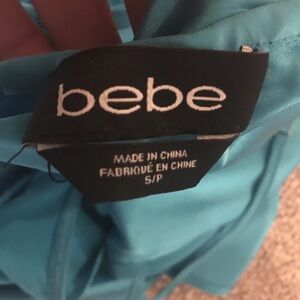 bebe
MADE IN CHINA
FABRIQUÉ EN CHINE
S/P